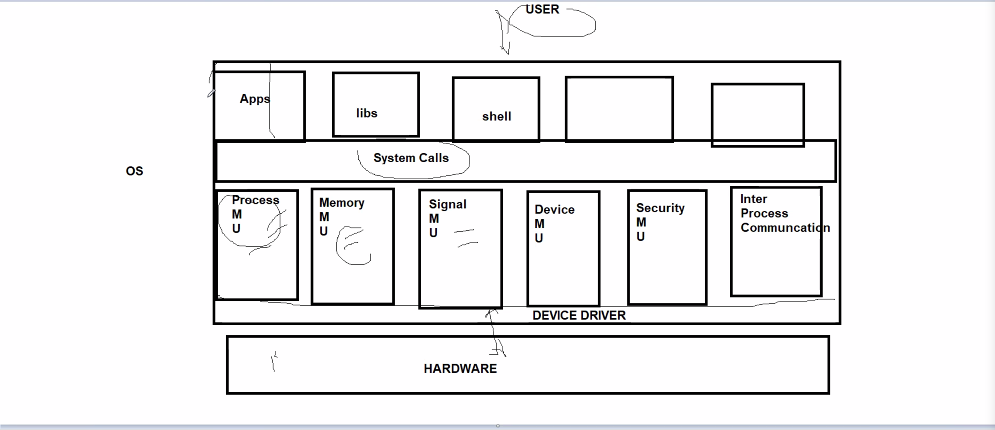 USER
Apps
libs
shell
System Calls
OS
Process
M
U
Memory
M
U
Signal
M
U
Device
M
U
Security
M
U
Inter
Process
Communcation
DEVICE DRIVER
HARDWARE